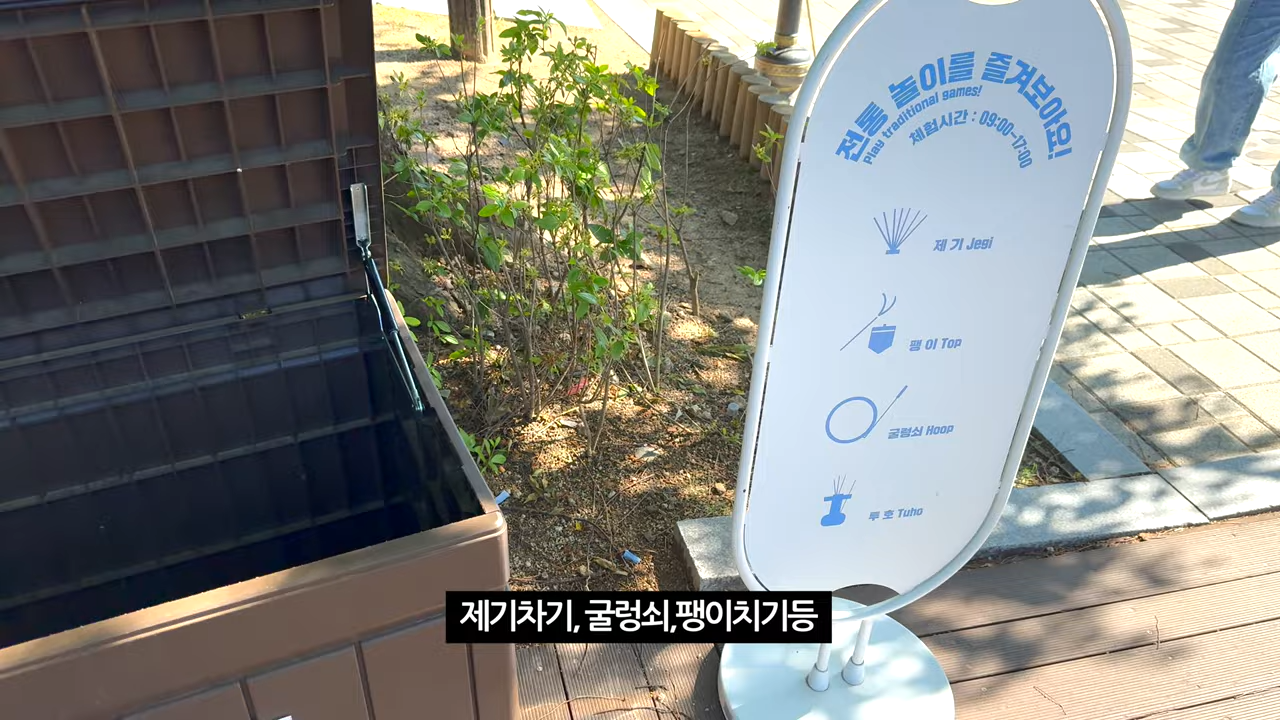 전통 놀이를 즐겨보아요!
Play traditional games!
체험시간 : 09:00~17:00
제 기 Jegi
팽 이 Top
굴렁쇠 Hoop
투 호 Tuho
제기차기, 굴렁쇠,팽이치기등